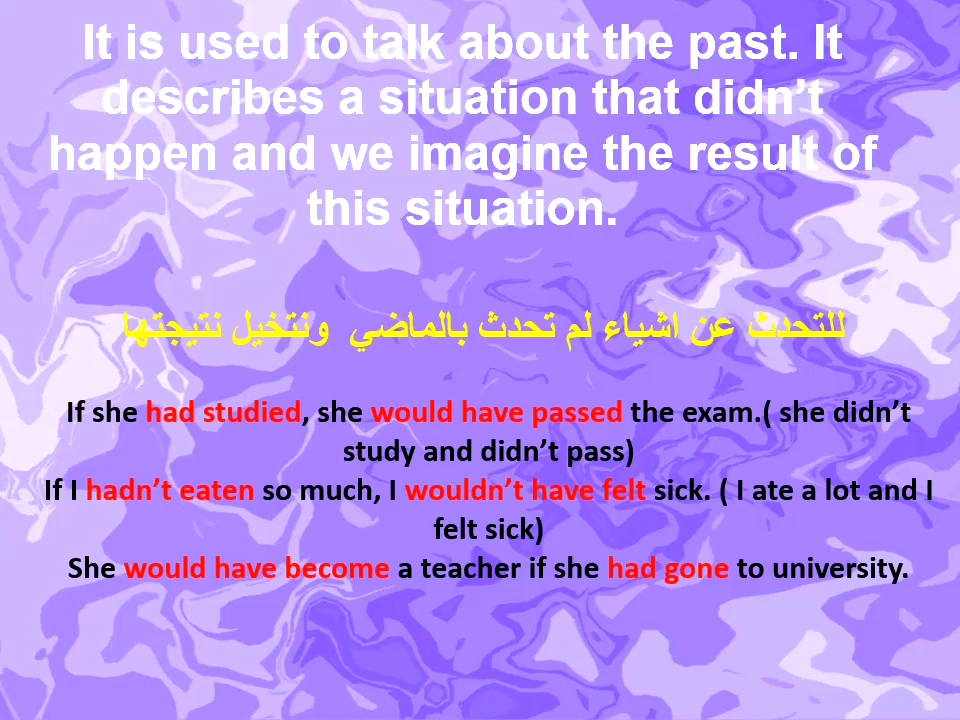 It is used to talk about the past. It
describes a situation that didn’t
happen and we imagine the result of
this situation.
للتحدث عن اشياء لم تحدث بالماضي ونتخيل نتيجتها
If she had studied, she would have passed the exam.( she didn’t
study and didn’t pass)
If I hadn’t eaten so much, I wouldn’t have felt sick. ( I ate a lot and I
felt sick)
She would have become a teacher if she had gone to university.